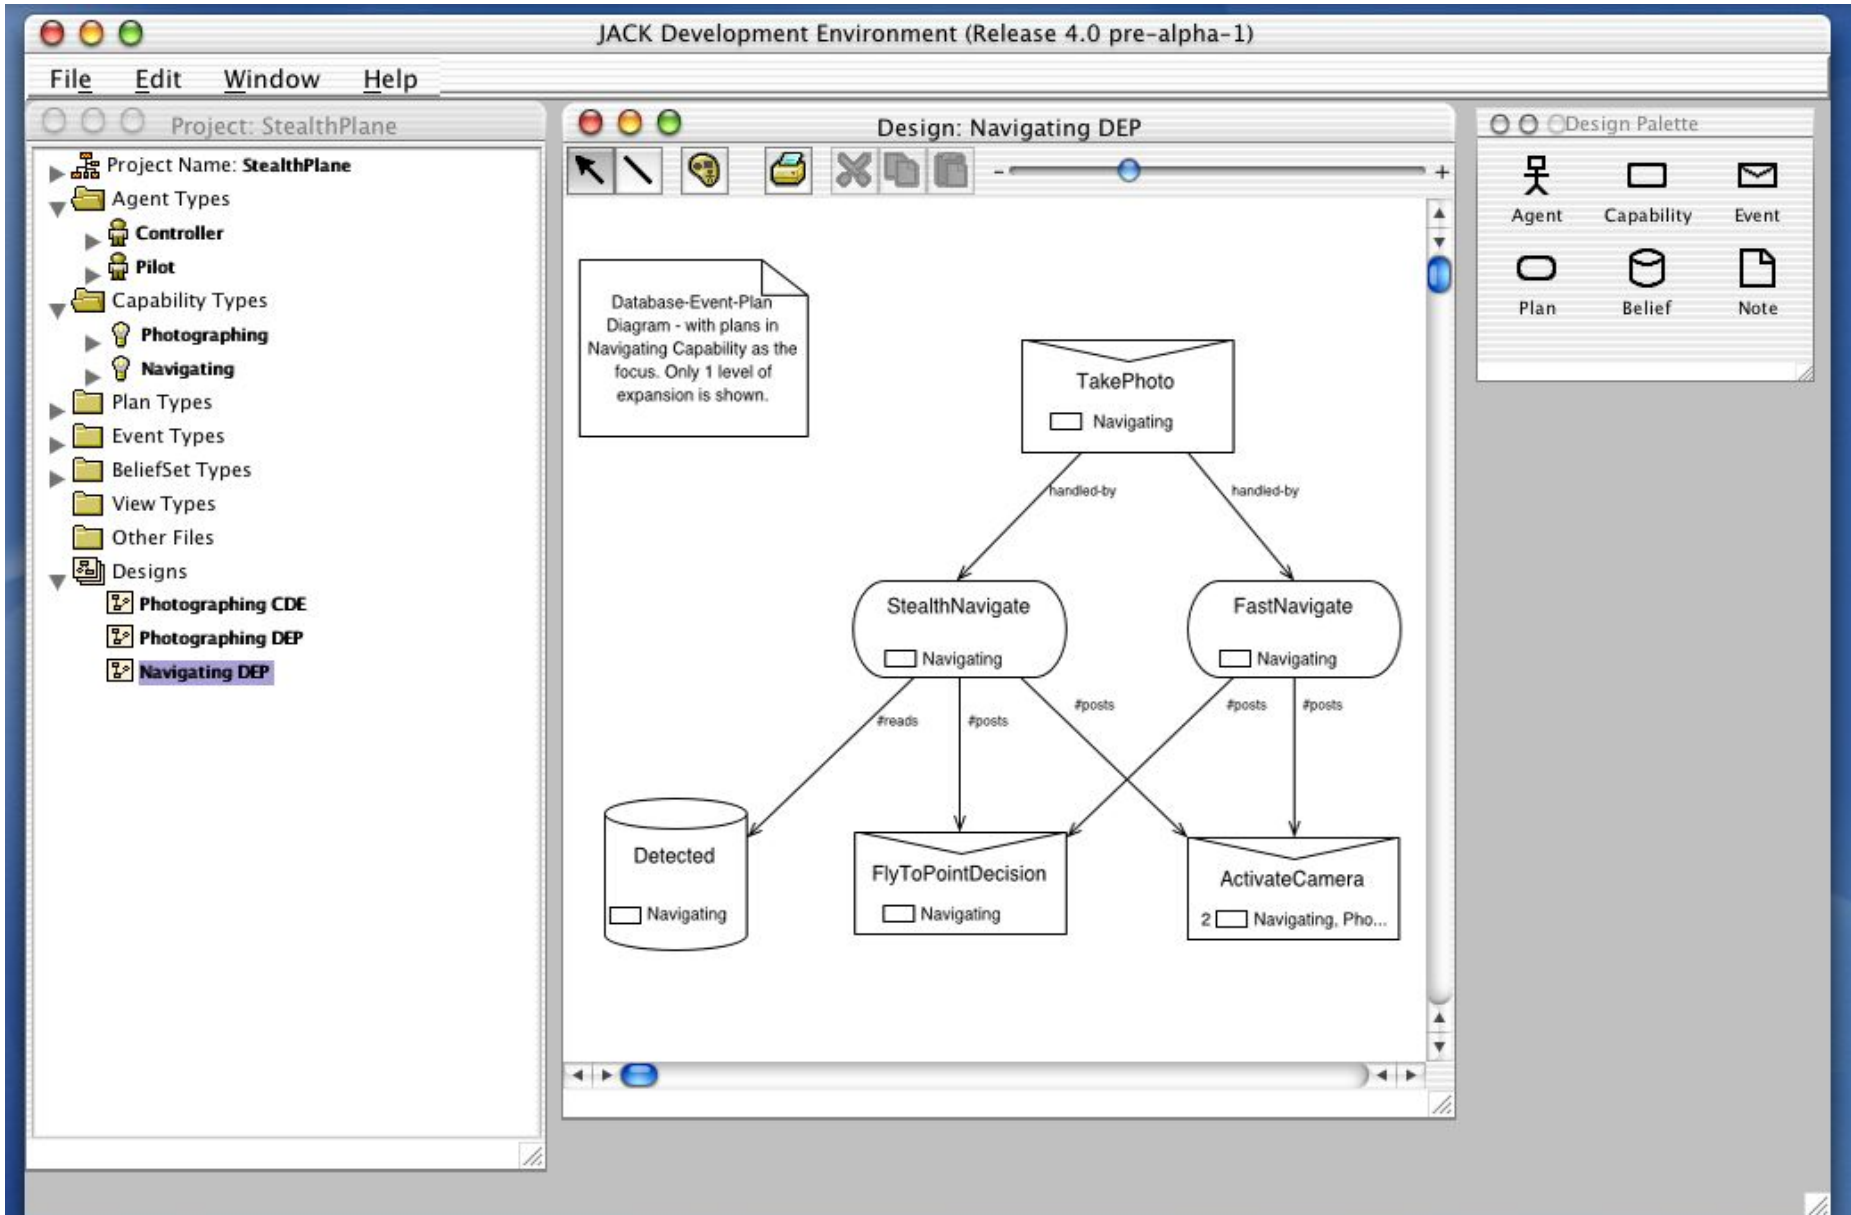 JACK Development Environment (Release 4.0 pre-alpha-1)
File Edit Window Help
Project: StealthPlane
Project Name: StealthPlane
Agent Types
Controller
Pilot
Capability Types
Photographing
Navigating
Plan Types
Event Types
BeliefSet Types
View Types
Other Files
Designs
Photographing CDE
Photographing DEP
Navigating DEP
Design: Navigating DEP
- +
Database-Event-Plan
Diagram - with plans in
Navigating Capability as the
focus. Only 1 level of
expansion is shown.
TakePhoto
Navigating
handled-by handled-by
StealthNavigate
Navigating
FastNavigate
Navigating
#reads #posts #posts #posts #posts
Detected
Navigating
FlyToPointDecision
Navigating
ActivateCamera
2 Navigating, Pho...
Design Palette
Agent Capability Event
Plan Belief Note